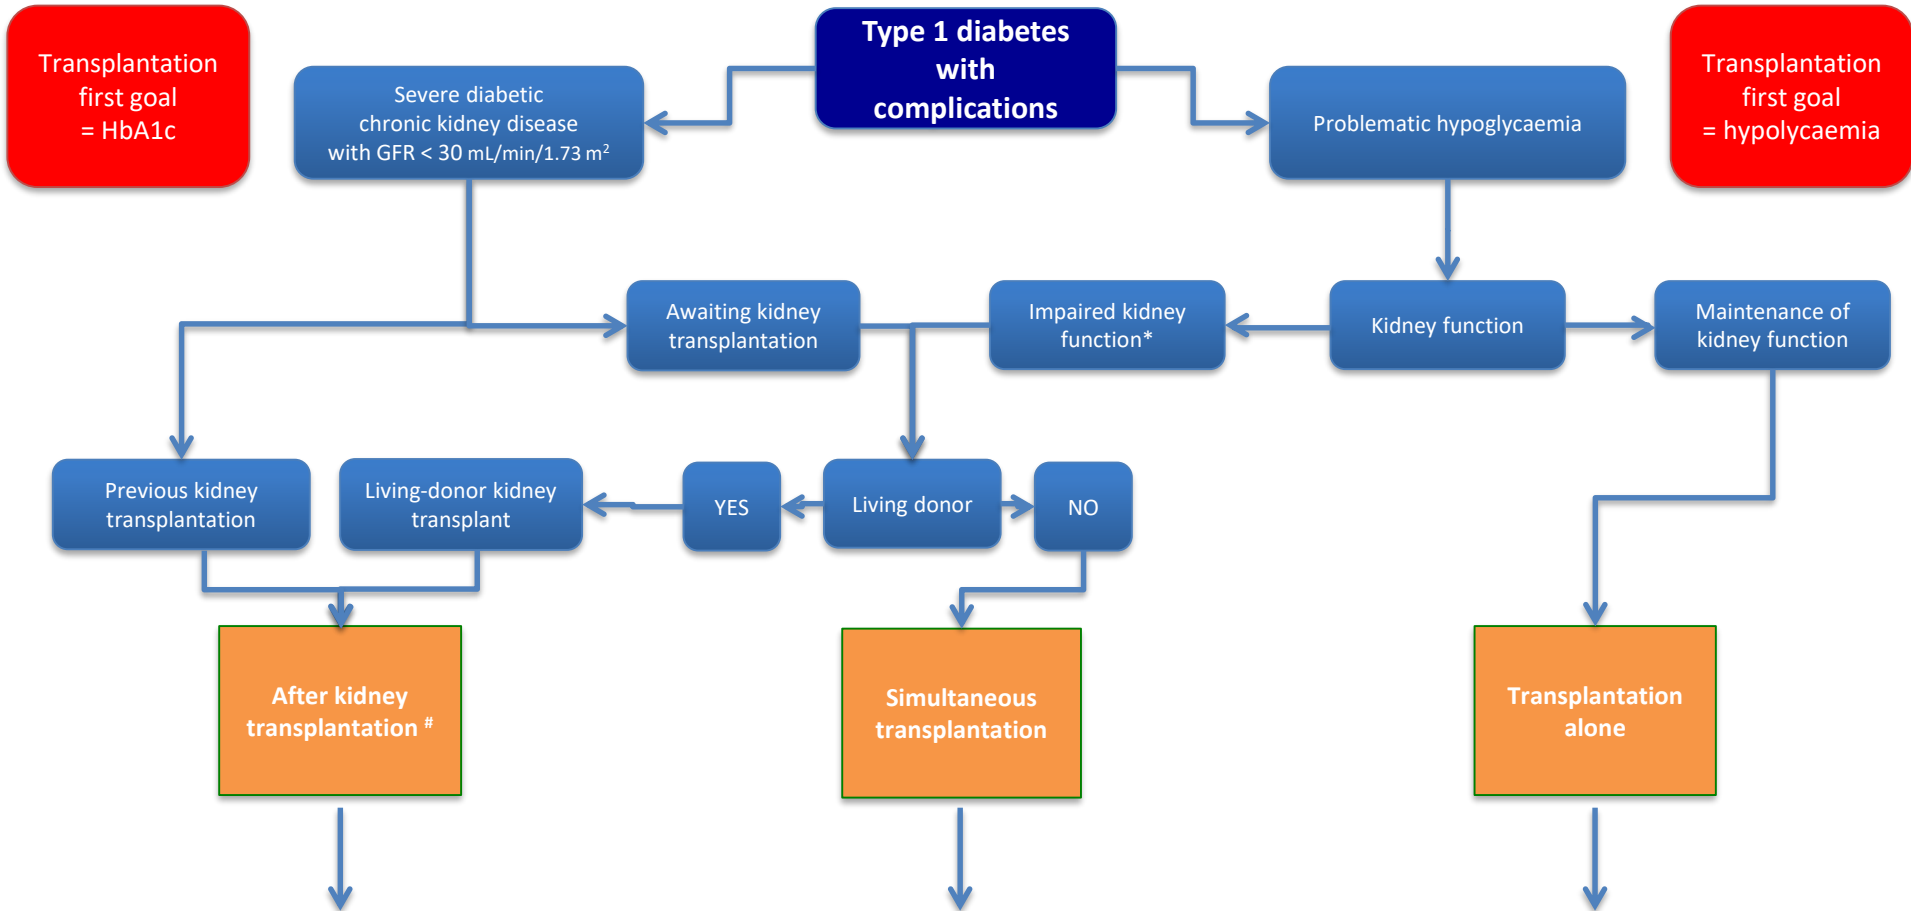 Transplantation
first goal
= HbA1c
Type 1 diabetes
with
complications
Transplantation
first goal
= hypolycaemia
Severe diabetic
chronic kidney disease
with GFR < 30 mL/min/1.73 m²
Problematic hypoglycaemia
Awaiting kidney
transplantation
Impaired kidney
function*
Kidney function
Maintenance of
kidney function
Previous kidney
transplantation
Living-donor kidney
transplant
YES
Living donor
NO
After kidney
transplantation #
Simultaneous
transplantation
Transplantation
alone